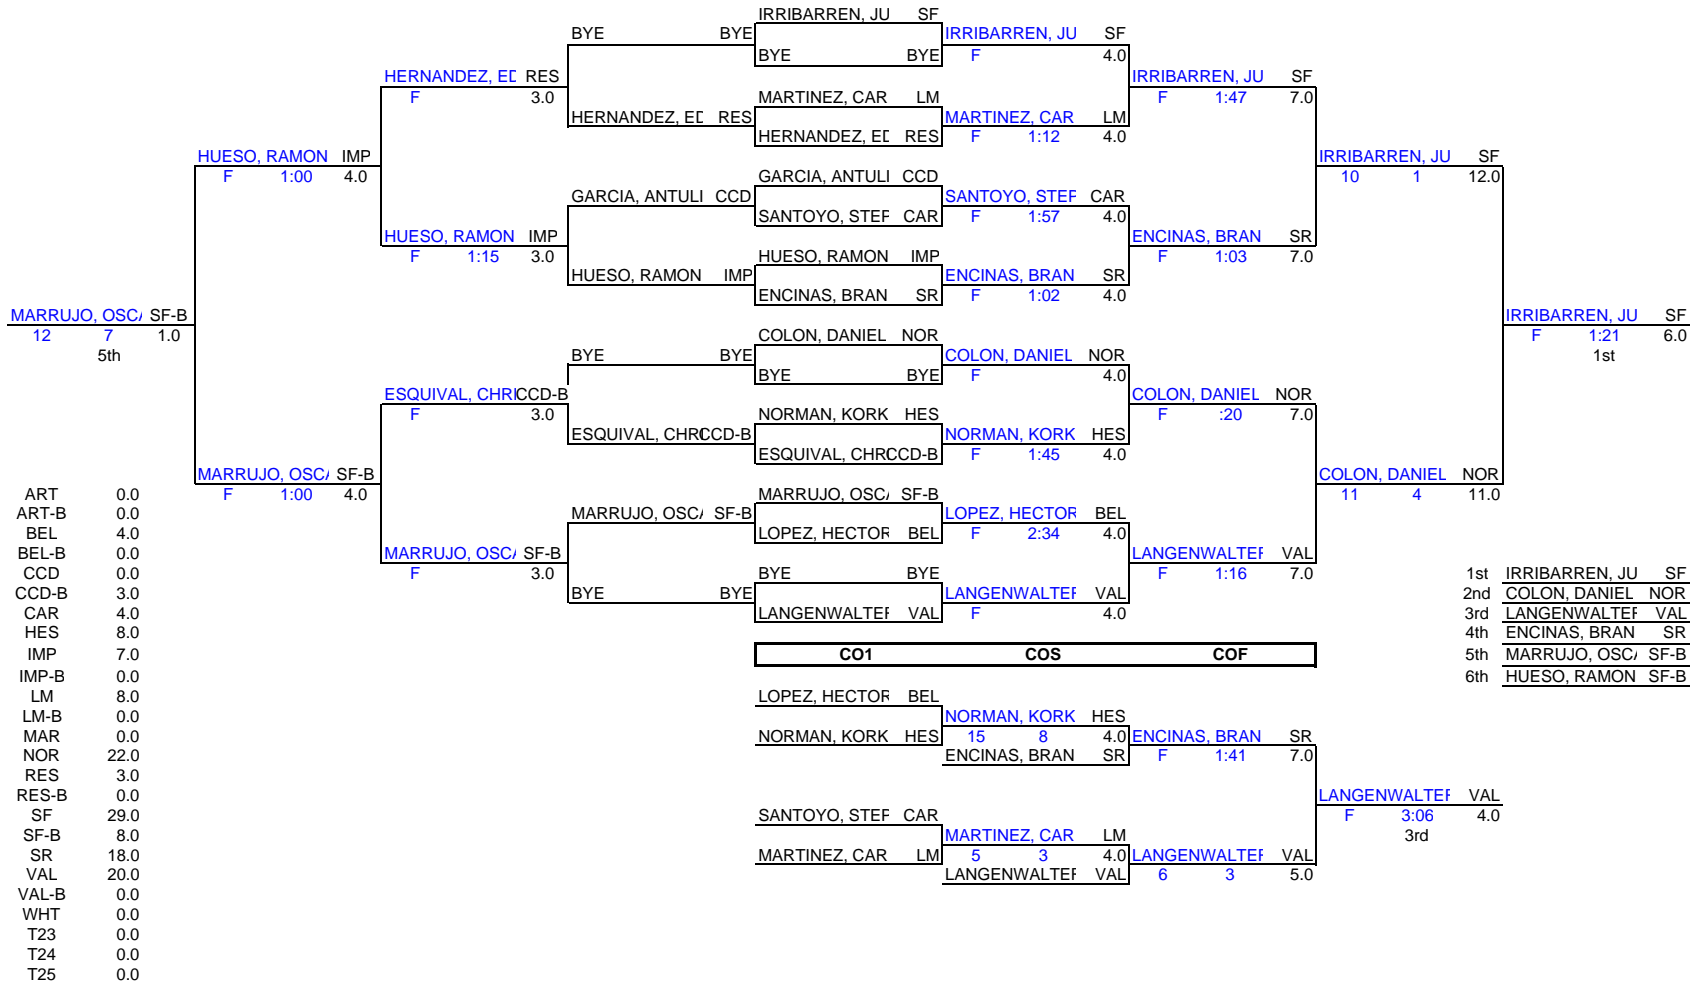 IRRIBARREN, JU SF
BYE BYE IRRIBARREN, JU SF
BYE BYE F 4.0
HERNANDEZ, ED RES IRRIBARREN, JU SF
F 3.0 MARTINEZ, CAR LM F 1:47 7.0
HERNANDEZ, ED RES MARTINEZ, CAR LM
HERNANDEZ, ED RES F 1:12 4.0
HUESO, RAMON IMP IRRIBARREN, JU SF
F 1:00 4.0 GARCIA, ANTULI CCD 10 1 12.0
GARCIA, ANTULI CCD SANTOYO, STEF CAR
SANTOYO, STEF CAR F 1:57 4.0
HUESO, RAMON IMP ENCINAS, BRAN SR
F 1:15 3.0 HUESO, RAMON IMP F 1:03 7.0
HUESO, RAMON IMP ENCINAS, BRAN SR
ENCINAS, BRAN SR F 1:02 4.0
MARRUJO, OSCA SF-B IRRIBARREN, JU SF
12 7 1.0 COLON, DANIEL NOR F 1:21 6.0
5th BYE BYE COLON, DANIEL NOR 1st
BYE BYE F 4.0
ESQUIVAL, CHRI CCD-B COLON, DANIEL NOR
F 3.0 NORMAN, KORK HES F :20 7.0
ESQUIVAL, CHRI CCD-B NORMAN, KORK HES
ESQUIVAL, CHRI CCD-B F 1:45 4.0
MARRUJO, OSCA SF-B COLON, DANIEL NOR
ART 0.0 F 1:00 4.0 MARRUJO, OSCA SF-B 11 4 11.0
ART-B 0.0 MARRUJO, OSCA SF-B LOPEZ, HECTOR BEL
BEL 4.0 LOPEZ, HECTOR BEL F 2:34 4.0
BEL-B 0.0 MARRUJO, OSCA SF-B LANGENWALTER VAL
CCD 0.0 F 3.0 BYE BYE F 1:16 7.0 1st IRRIBARREN, JU SF
CCD-B 3.0 BYE BYE LANGENWALTER VAL 2nd COLON, DANIEL NOR
CAR 4.0 LANGENWALTER VAL F 4.0 3rd LANGENWALTER VAL
HES 8.0 4th ENCINAS, BRAN SR
IMP 7.0 CO1 COS COF 5th MARRUJO, OSCA SF-B
IMP-B 0.0 6th HUESO, RAMON SF-B
LM 8.0 LOPEZ, HECTOR BEL
LM-B 0.0 NORMAN, KORK HES
MAR 0.0 NORMAN, KORK HES 15 8 4.0 ENCINAS, BRAN SR
NOR 22.0 ENCINAS, BRAN SR F 1:41 7.0
RES 3.0
RES-B 0.0 LANGENWALTER VAL
SF 29.0 SANTOYO, STEF CAR F 3:06 4.0
SF-B 8.0 MARTINEZ, CAR LM 3rd
SR 18.0 MARTINEZ, CAR LM 5 3 4.0 LANGENWALTER VAL
VAL 20.0 LANGENWALTER VAL 6 3 5.0
VAL-B 0.0
WHT 0.0
T23 0.0
T24 0.0
T25 0.0